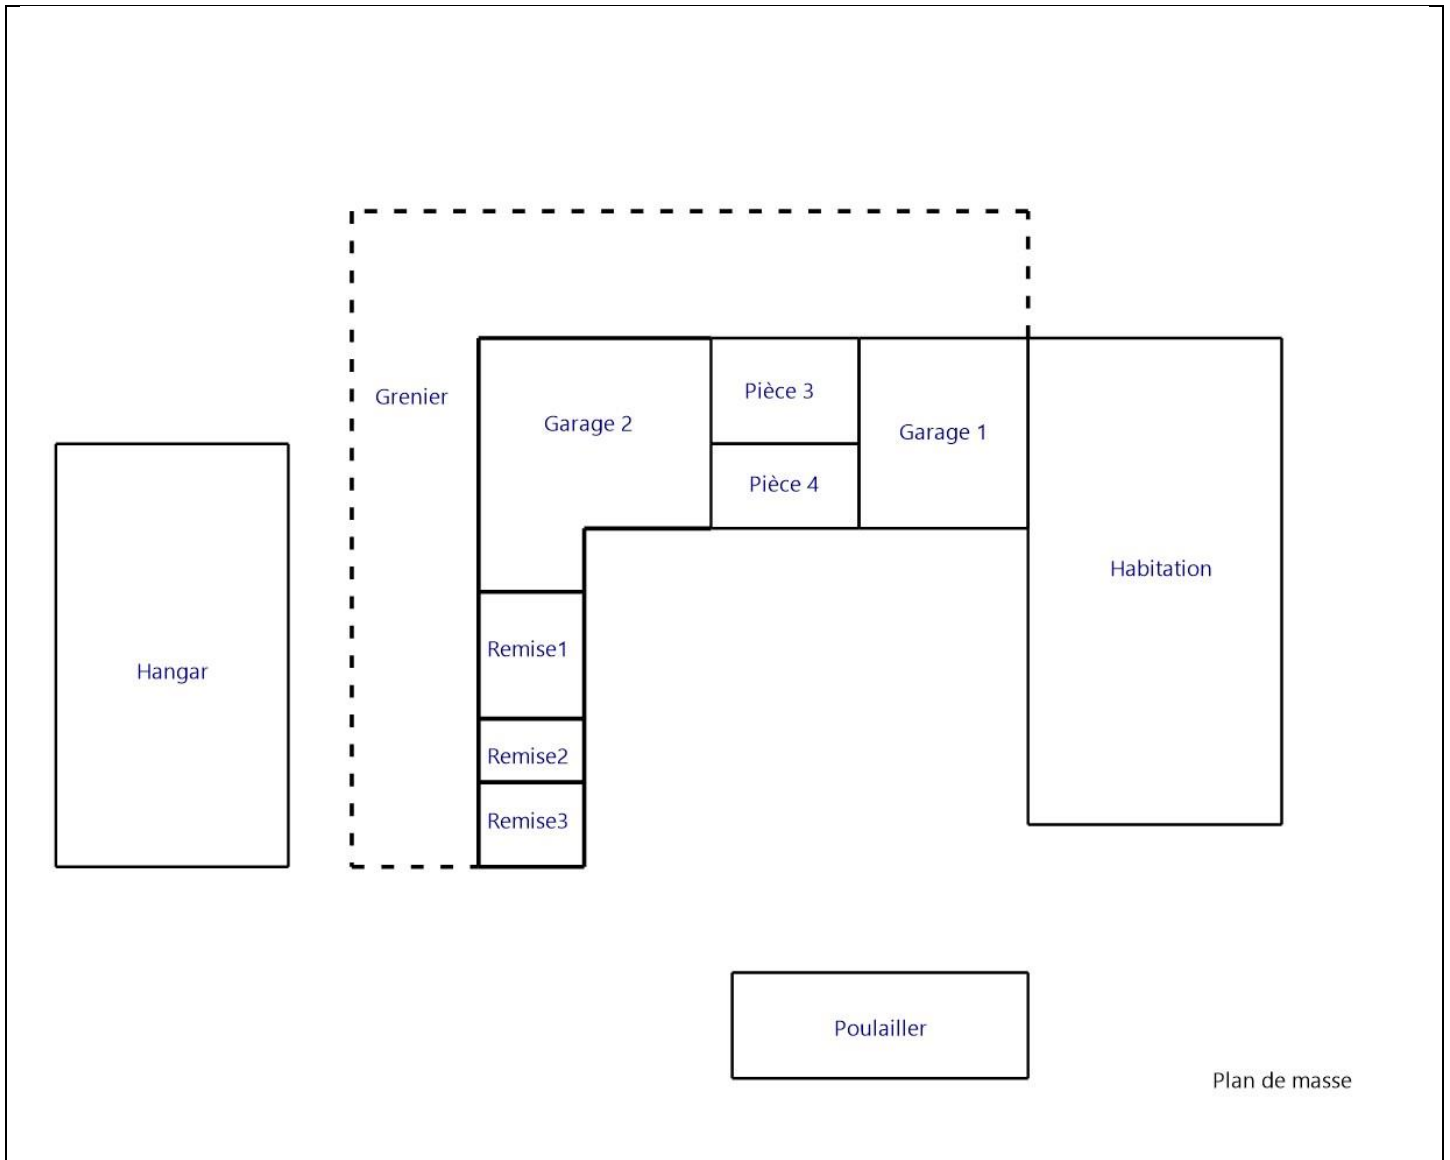 Pièce 3
Grenier
Garage 2
Garage 1
Pièce 4
Habitation
Remise1
Hangar
Remise2
Remise3
Poulailler
Plan de masse